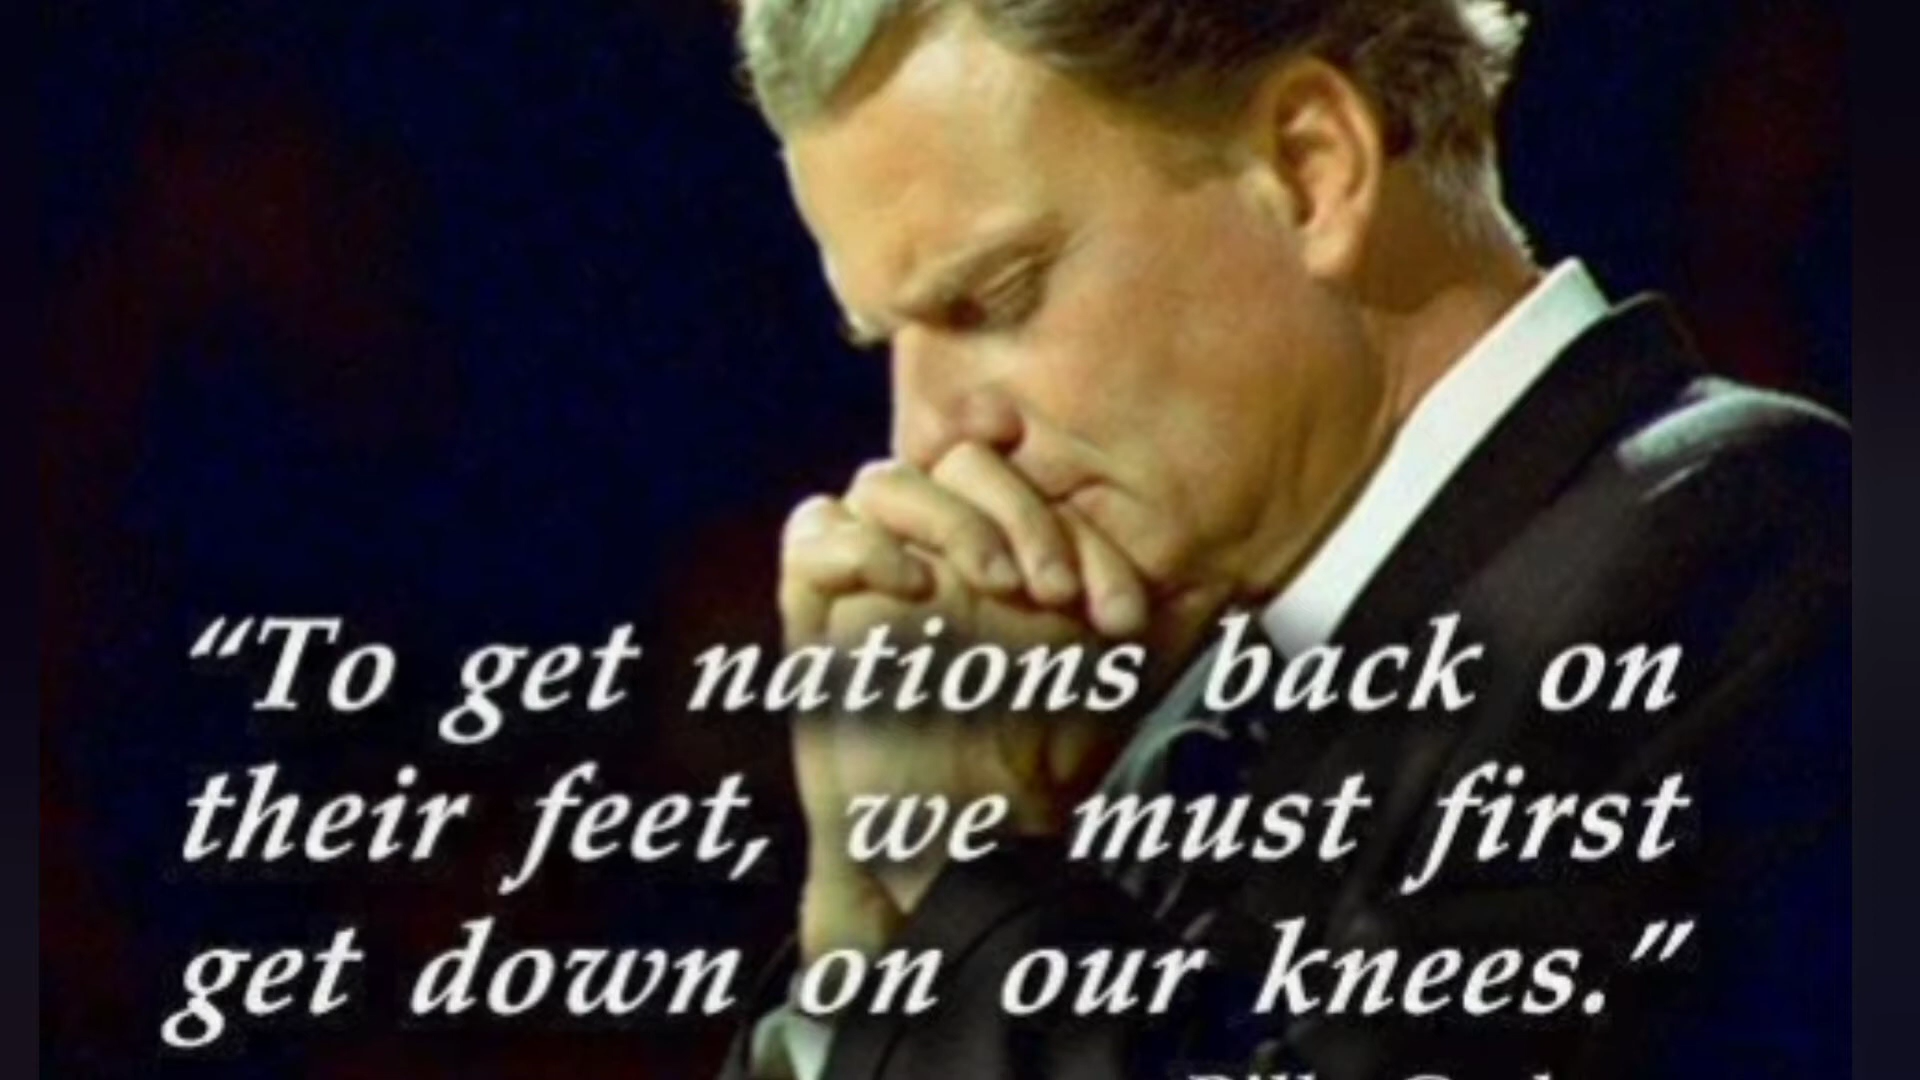 “To get nations back on
their feet, we must first
get down on our knees.”